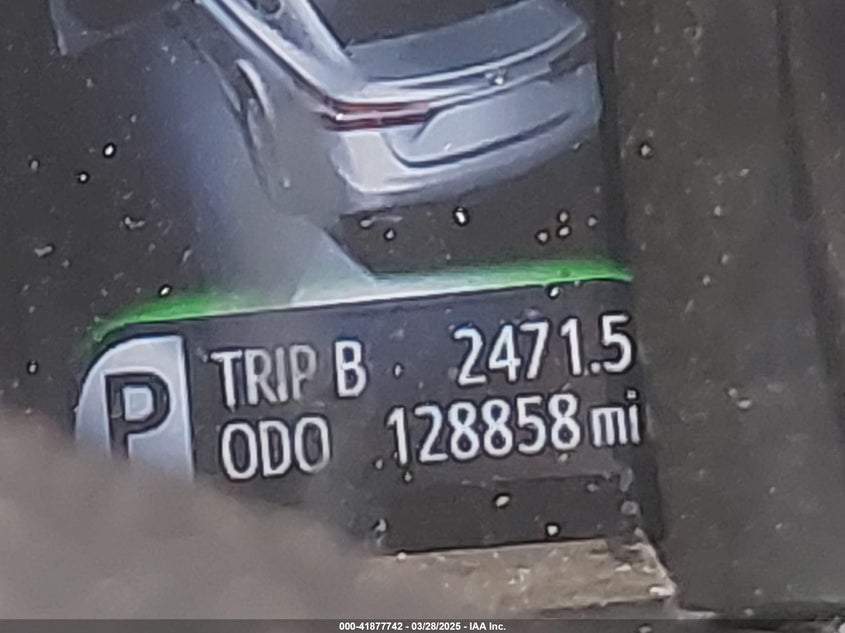 TRIP B 2471.5
P
ODO 128858 mi
000-41877742 - 03/28/2025 - IAA Inc.